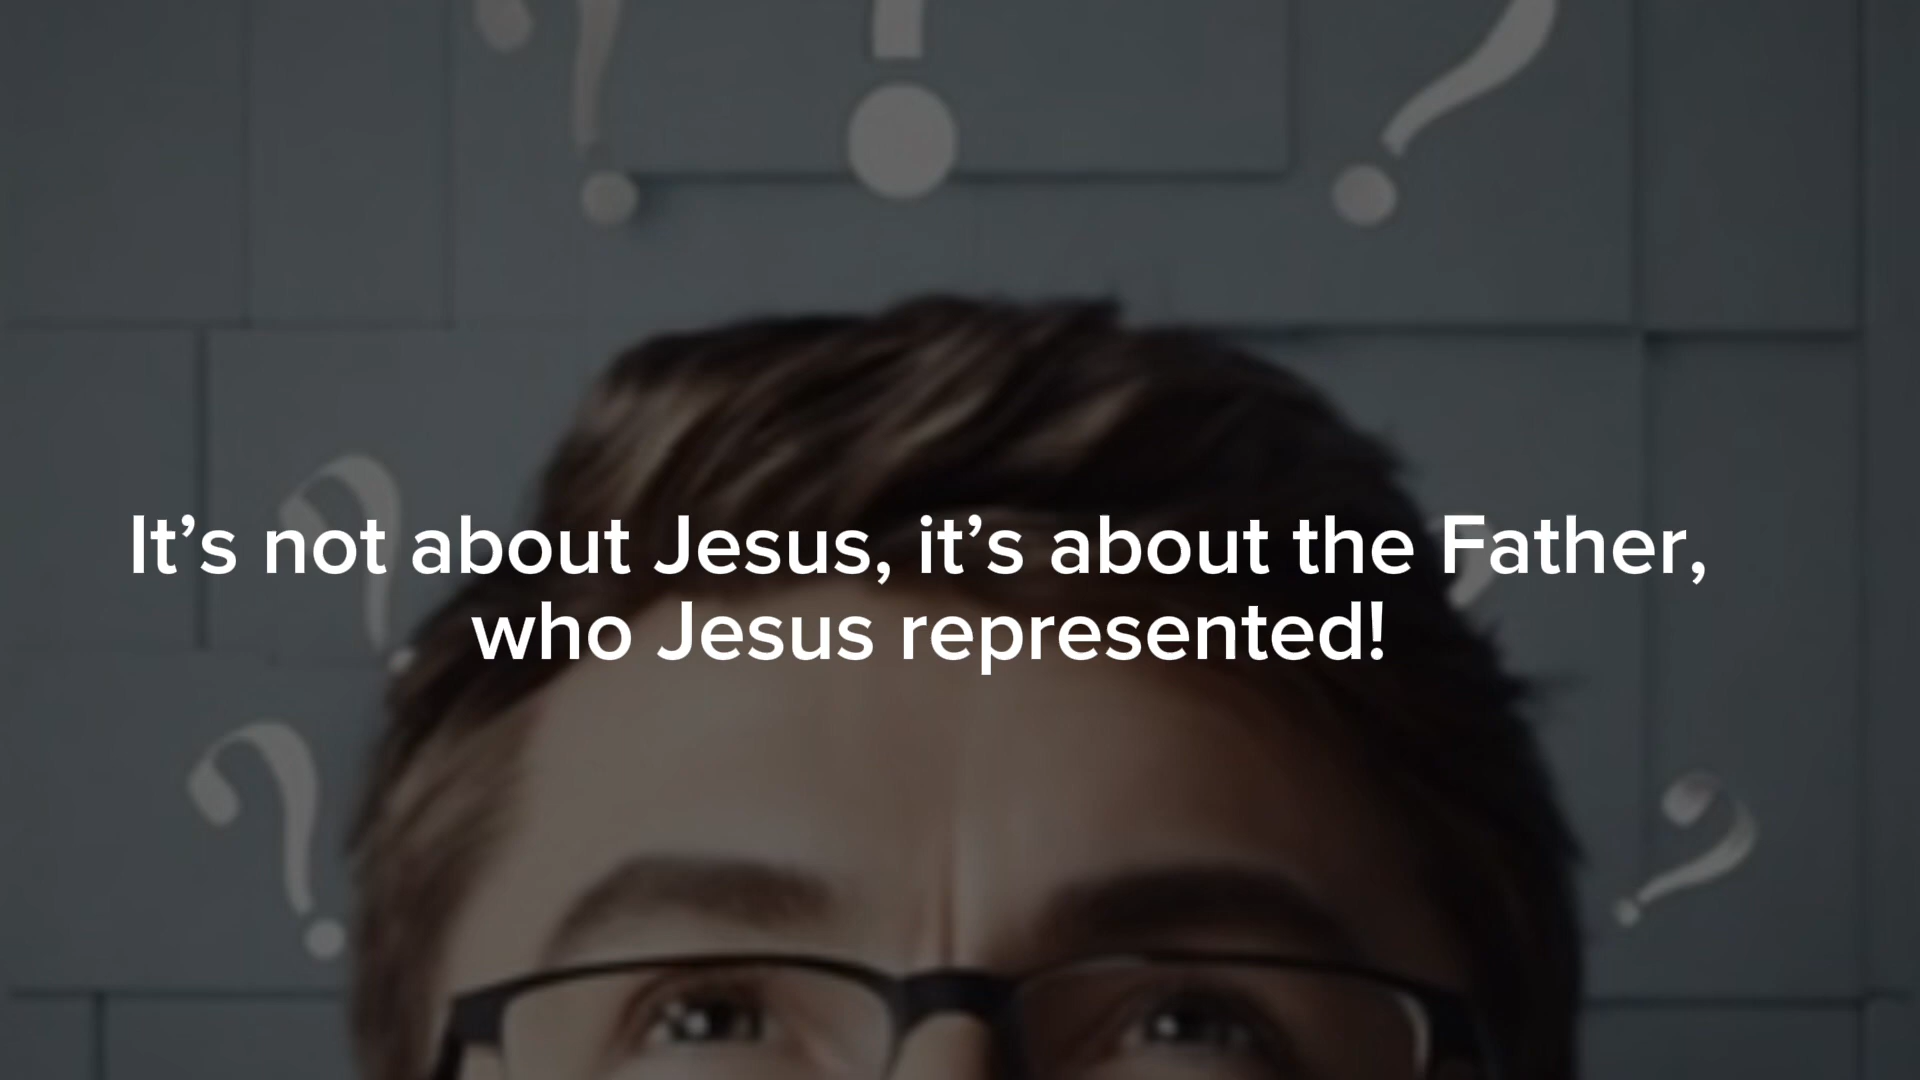 It’s not about Jesus, it’s about the Father,
who Jesus represented!